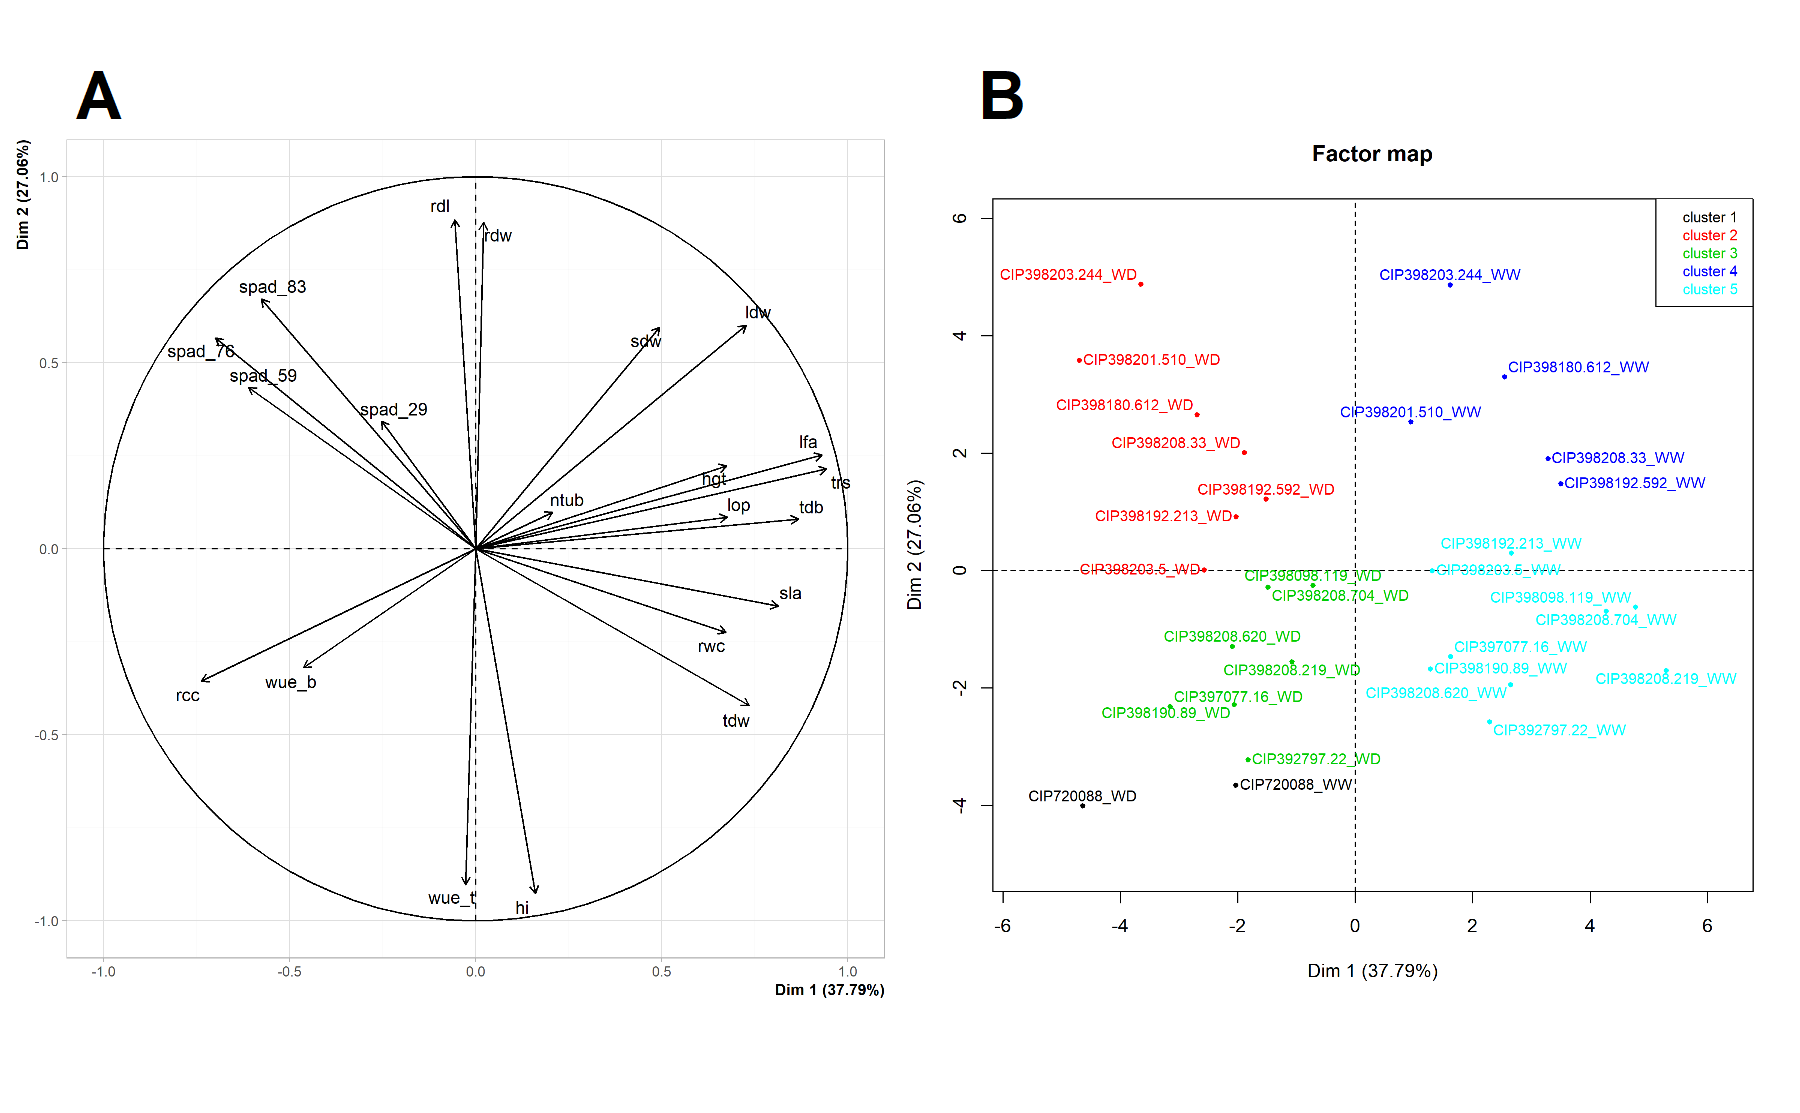 A
Dim 2 (27.06%)
1.0
0.5
0.0
-0.5
-1.0
rdl
rdw
spad_83
ldw
sdw
spad_76
spad_59
spad_29
lfa
hgt
trs
ntub
lop
tdb
sla
rwc
wue_b
rcc
tdw
wue_t
hi
-1.0
-0.5
0.0
0.5
1.0
Dim 1 (37.79%)
B
Factor map
Dim 2 (27.06%)
6
4
2
0
-2
-4
cluster 1
cluster 2
cluster 3
cluster 4
cluster 5
CIP398203.244_WD
CIP398203.244_WW
CIP398201.510_WD
CIP398180.612_WW
CIP398180.612_WD
CIP398201.510_WW
CIP398208.33_WD
CIP398208.33_WW
CIP398192.592_WW
CIP398192.592_WD
CIP398192.213_WD
CIP398192.213_WW
CIP398203.5_WD
CIP398203.5_WW
CIP398098.119_WD
CIP398208.704_WD
CIP398098.119_WW
CIP398208.704_WW
CIP398208.620_WD
CIP397077.16_WW
CIP398208.219_WD
CIP398190.89_WW
CIP398208.219_WW
CIP398208.620_WW
CIP397077.16_WD
CIP398190.89_WD
CIP392797.22_WW
CIP392797.22_WD
CIP720088_WW
CIP720088_WD
-6
-4
-2
0
2
4
6
Dim 1 (37.79%)